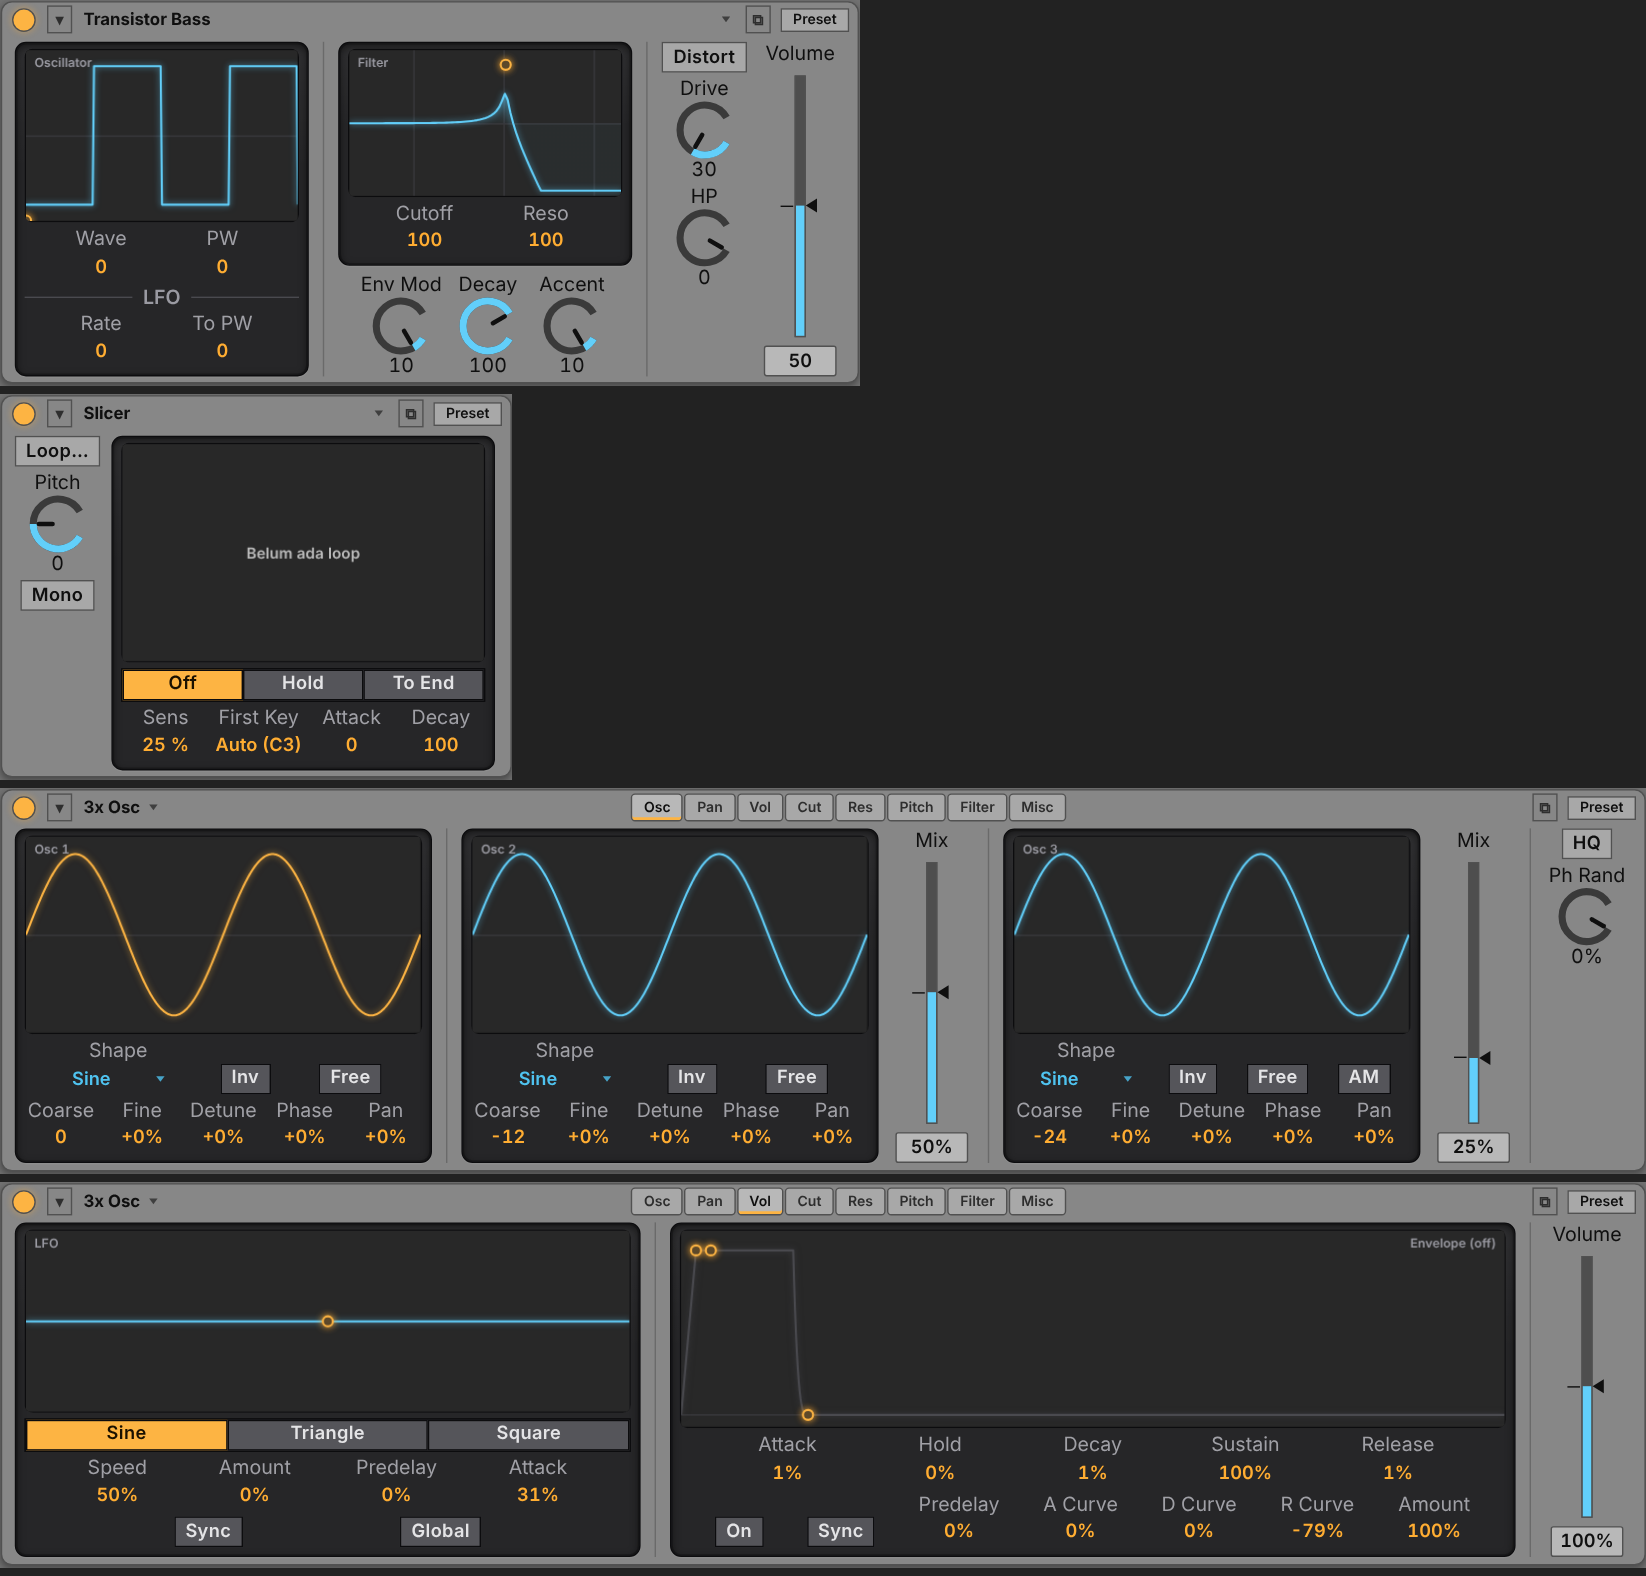 Transistor Bass
Preset
Oscillator
Wave PW
0 0
LFO
Rate To PW
0 0
Filter
Cutoff Reso
100 100
Env Mod Decay Accent
10 100 10
Distort
Drive
30
HP
0
Volume
50
Slicer
Preset
Loop...
Pitch
0
Mono
Belum ada loop
Off Hold To End
Sens First Key Attack Decay
25 % Auto (C3) 0 100
3x Osc
Osc Pan Vol Cut Res Pitch Filter Misc
Preset
Osc 1
Shape
Sine Inv Free
Coarse Fine Detune Phase Pan
0 +0% +0% +0% +0%
Osc 2
Shape
Sine Inv Free
Coarse Fine Detune Phase Pan
-12 +0% +0% +0% +0%
Mix
50%
Osc 3
Shape
Sine Inv Free AM
Coarse Fine Detune Phase Pan
-24 +0% +0% +0% +0%
Mix
25%
HQ
Ph Rand
0%
3x Osc
Osc Pan Vol Cut Res Pitch Filter Misc
Preset
LFO
Sine Triangle Square
Speed Amount Predelay Attack
50% 0% 0% 31%
Sync Global
Envelope (off)
Attack Hold Decay Sustain Release
1% 0% 1% 100% 1%
Predelay A Curve D Curve R Curve Amount
On Sync 0% 0% 0% -79% 100%
Volume
100%